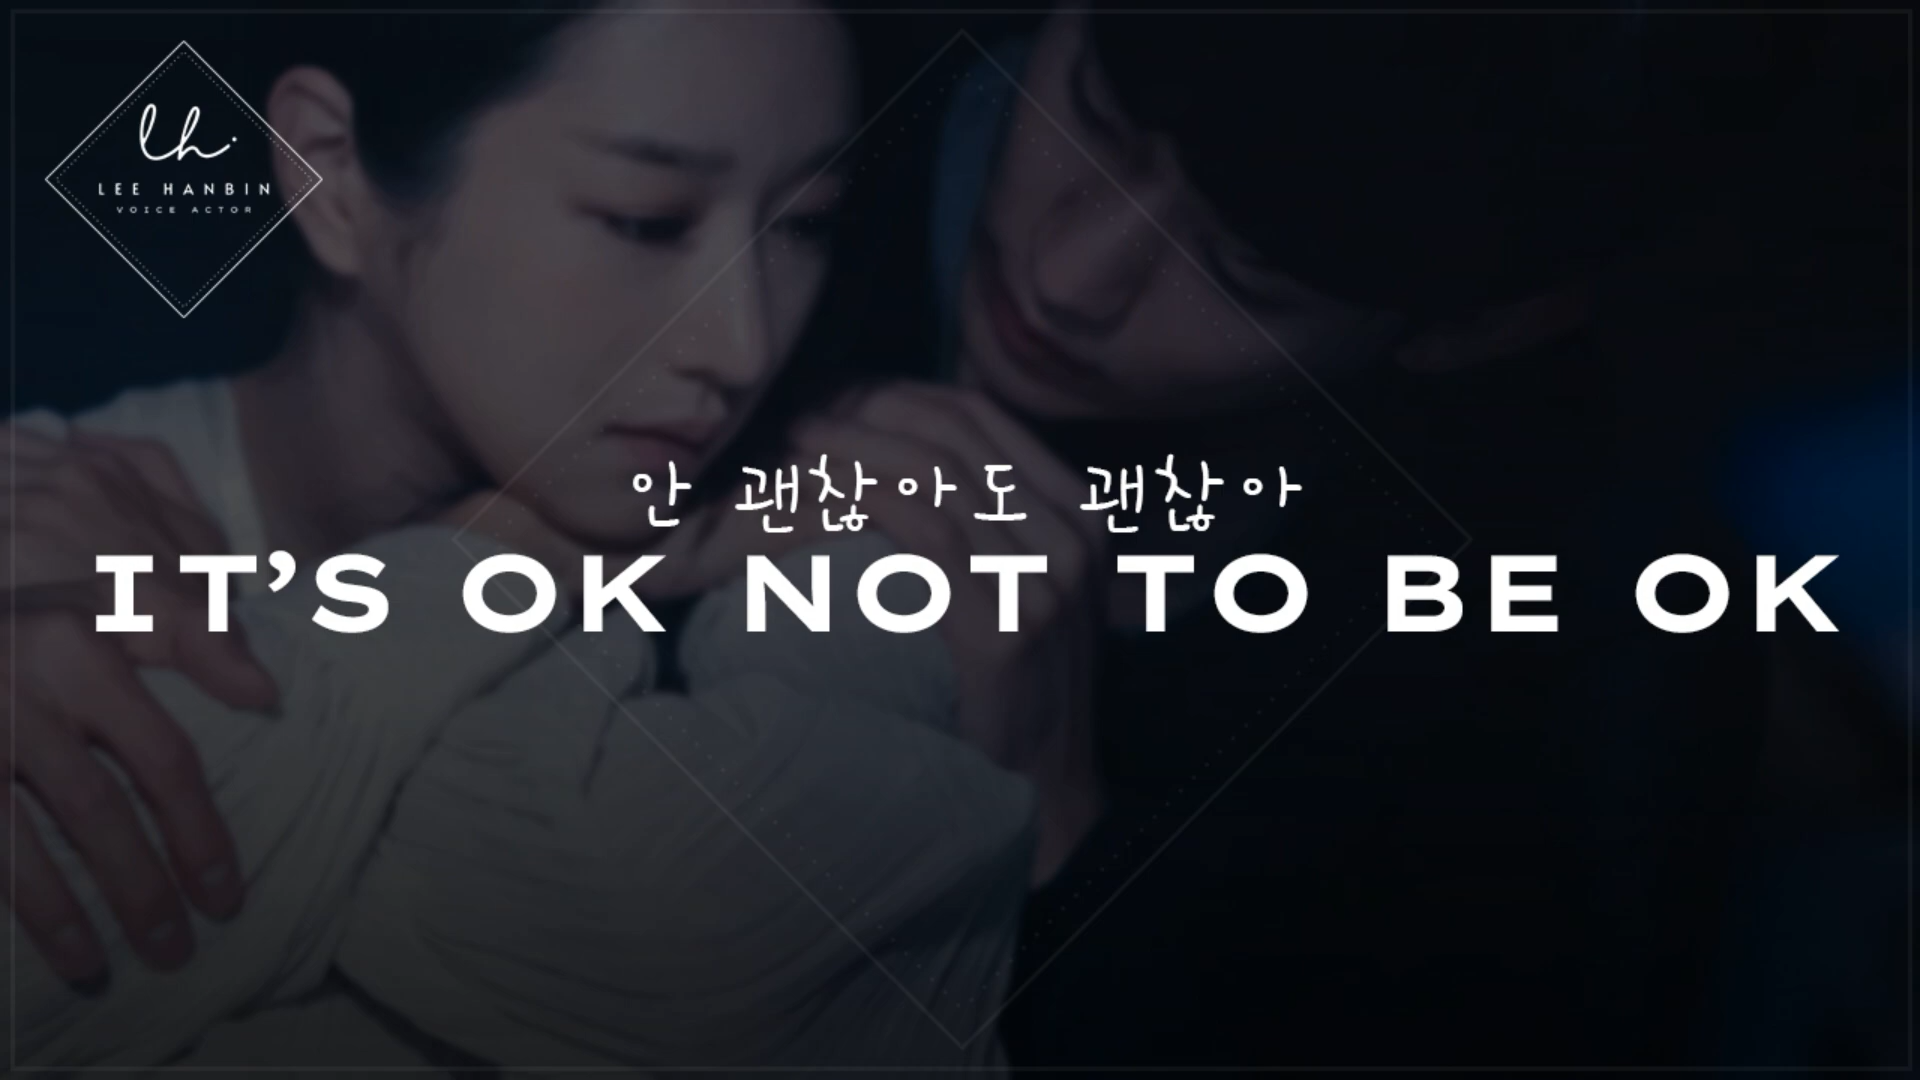 lh.
LEE HANBIN
VOICE ACTOR
안 괜찮아도 괜찮아
IT’S OK NOT TO BE OK